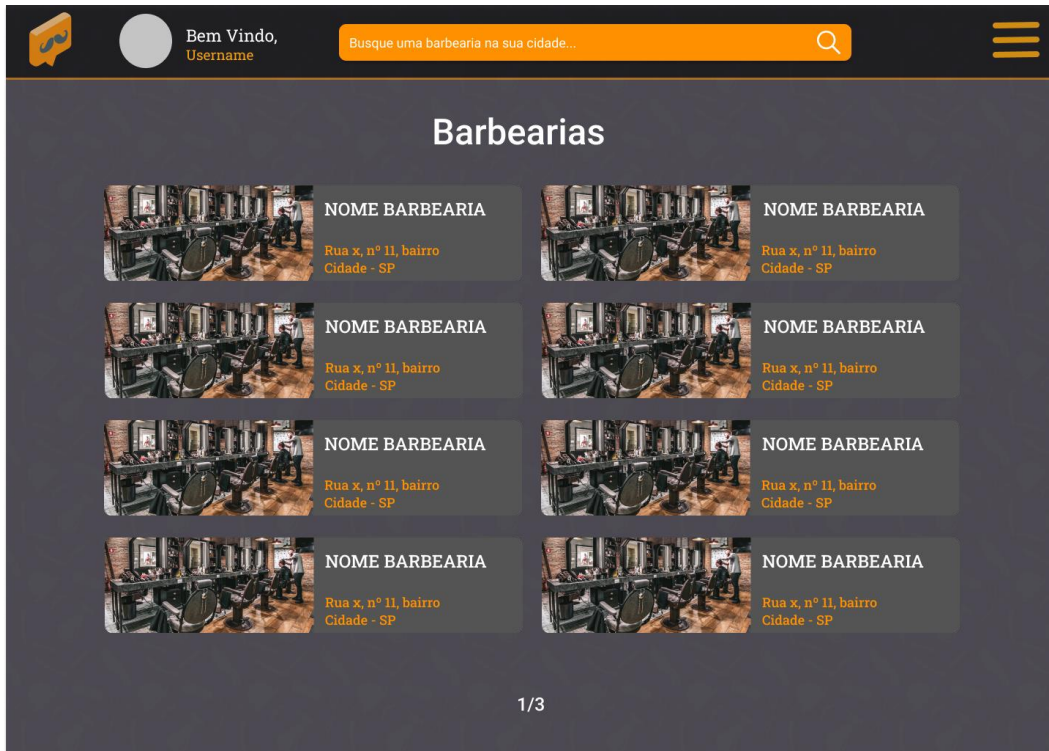 Bem Vindo,
Username
Busque uma barbearia na sua cidade...
Barbearias
NOME BARBEARIA
Rua x, nº 11, bairro
Cidade - SP
NOME BARBEARIA
Rua x, nº 11, bairro
Cidade - SP
NOME BARBEARIA
Rua x, nº 11, bairro
Cidade - SP
NOME BARBEARIA
Rua x, nº 11, bairro
Cidade - SP
NOME BARBEARIA
Rua x, nº 11, bairro
Cidade - SP
NOME BARBEARIA
Rua x, nº 11, bairro
Cidade - SP
NOME BARBEARIA
Rua x, nº 11, bairro
Cidade - SP
NOME BARBEARIA
Rua x, nº 11, bairro
Cidade - SP
1/3